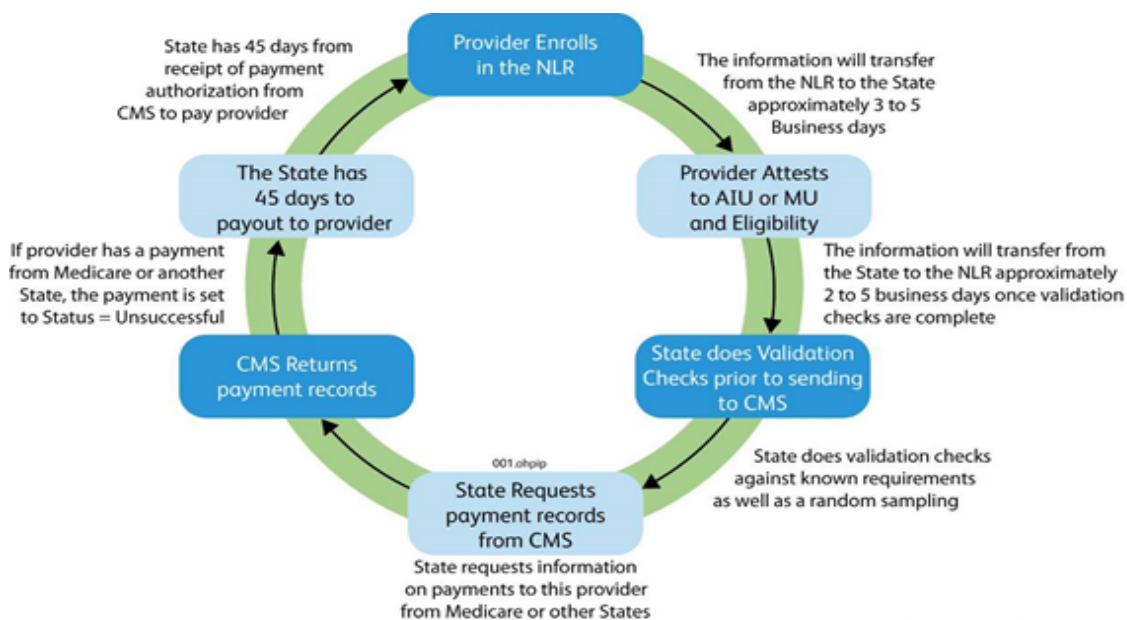 Provider Enrolls
in the NLR
The information will transfer
from the NLR to the State
approximately 3 to 5
Business days
Provider Attests
to AIU or MU
and Eligibility
The information will transfer from
the State to the NLR approximately
2 to 5 business days once validation
checks are complete
State does Validation
Checks prior to sending
to CMS
State does validation checks
against known requirements
as well as a random sampling
001.ohpip
State Requests
payment records
from CMS
State requests information
on payments to this provider
from Medicare or other States
CMS Returns
payment records
If provider has a payment
from Medicare or another
State, the payment is set
to Status = Unsuccessful
The State has
45 days to
payout to provider
State has 45 days from
receipt of payment
authorization from
CMS to pay provider